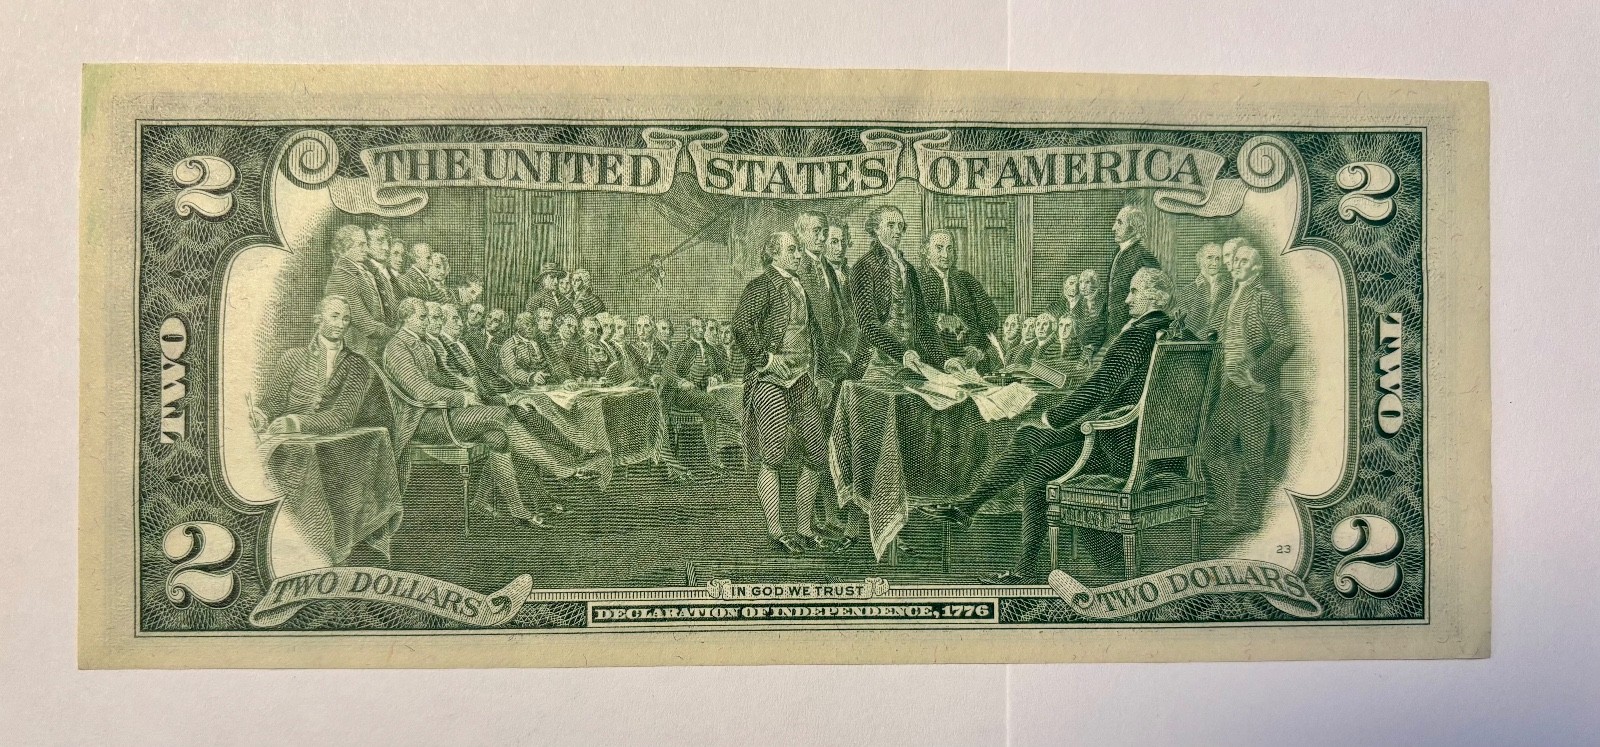 2 THE UNITED STATES OF AMERICA 2
TWO TWO
23
2 TWO DOLLARS IN GOD WE TRUST TWO DOLLARS 2
DECLARATION OF INDEPENDENCE, 1776